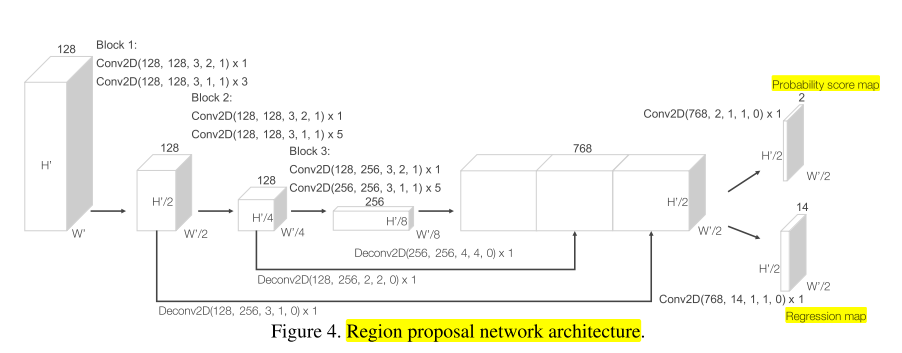 128
Block 1:
Conv2D(128, 128, 3, 2, 1) x 1
Conv2D(128, 128, 3, 1, 1) x 3
H'
W'
Block 2:
Conv2D(128, 128, 3, 2, 1) x 1
Conv2D(128, 128, 3, 1, 1) x 5
128
H'/2
W'/2
Block 3:
Conv2D(128, 256, 3, 2, 1) x 1
Conv2D(256, 256, 3, 1, 1) x 5
128
H'/4
W'/4
256
H'/8
W'/8
768
H'/2
W'/2
Deconv2D(256, 256, 4, 4, 0) x 1
Deconv2D(128, 256, 2, 2, 0) x 1
Deconv2D(128, 256, 3, 1, 0) x 1
Probability score map
2
Conv2D(768, 2, 1, 1, 0) x 1
H'/2
W'/2
14
H'/2
W'/2
Conv2D(768, 14, 1, 1, 0) x 1
Regression map
Figure 4. Region proposal network architecture.